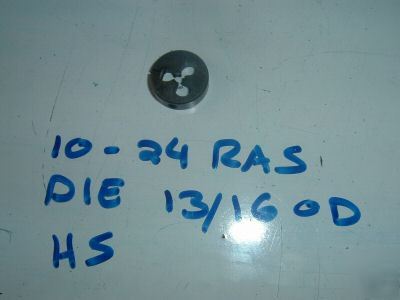 10-24 RAS
DIE 13/16 OD
HS